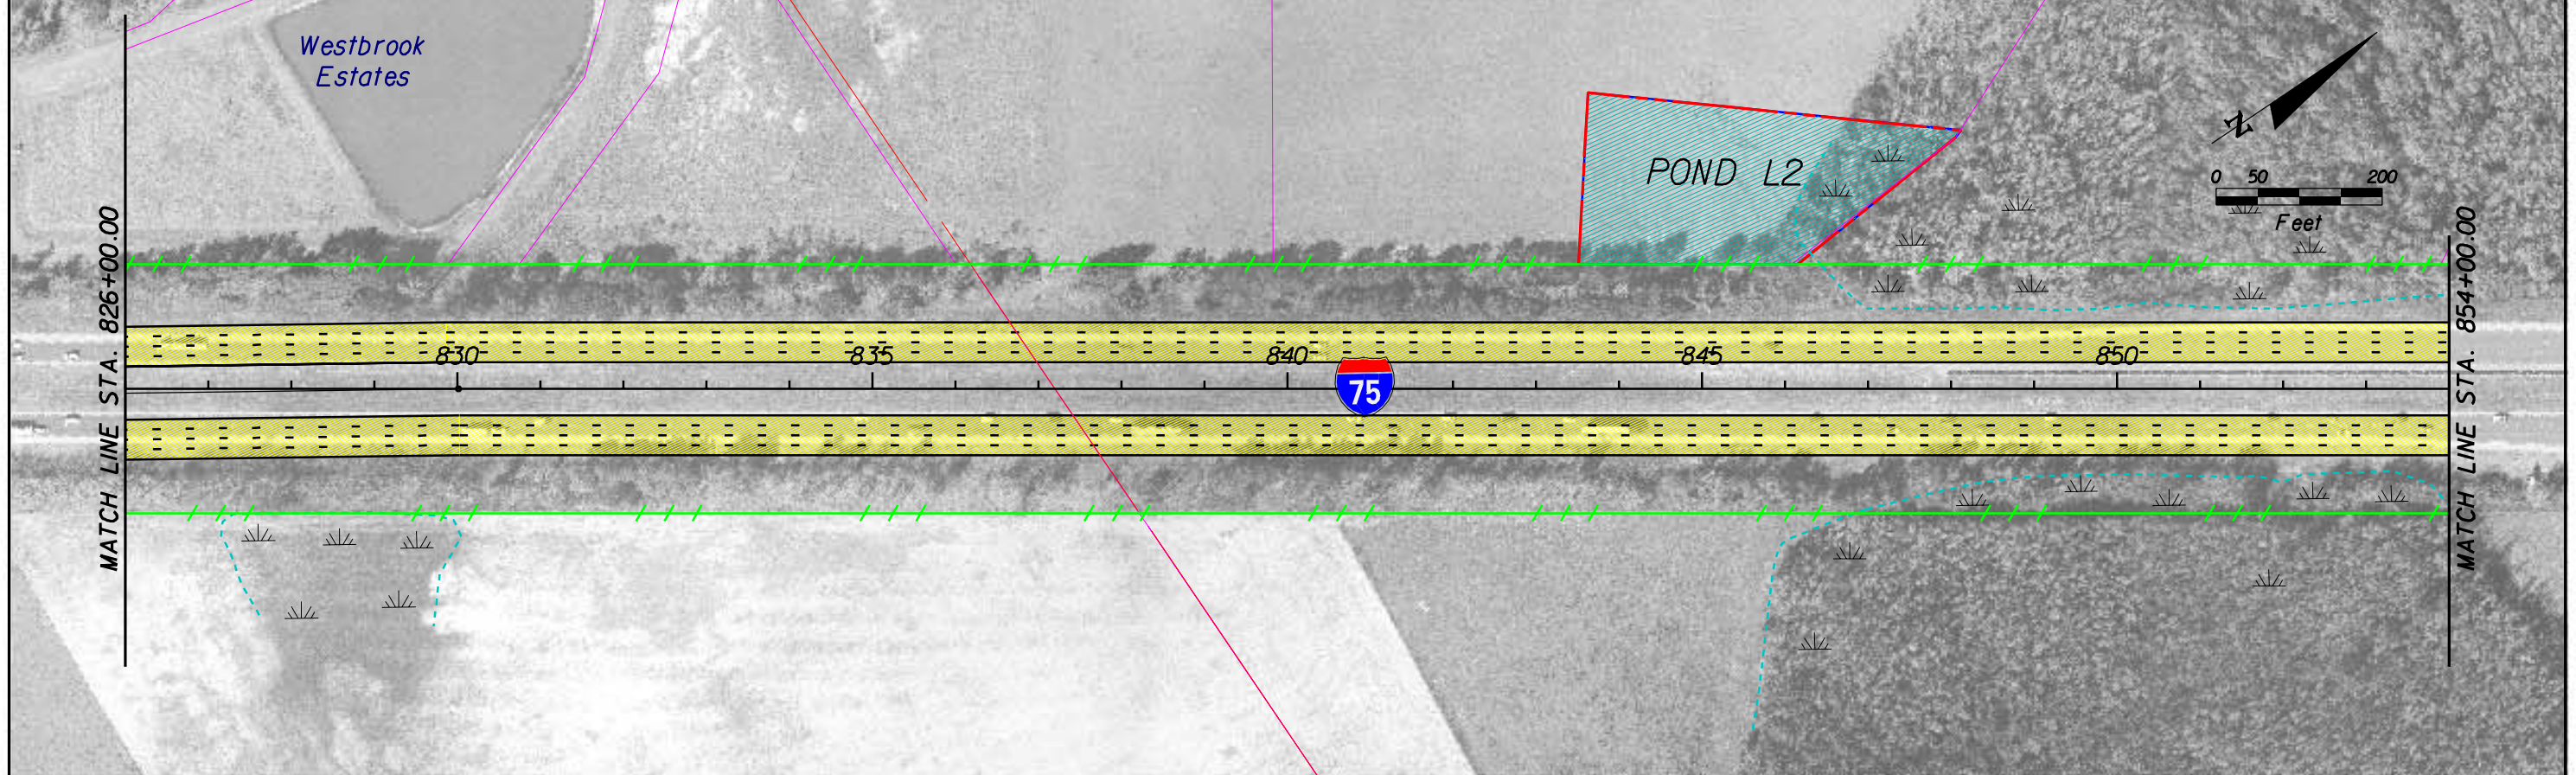 Westbrook
Estates
POND L2
N
0 50 200
Feet
MATCH LINE STA. 826+00.00
830 835 840 845 850
75
MATCH LINE STA. 854+00.00